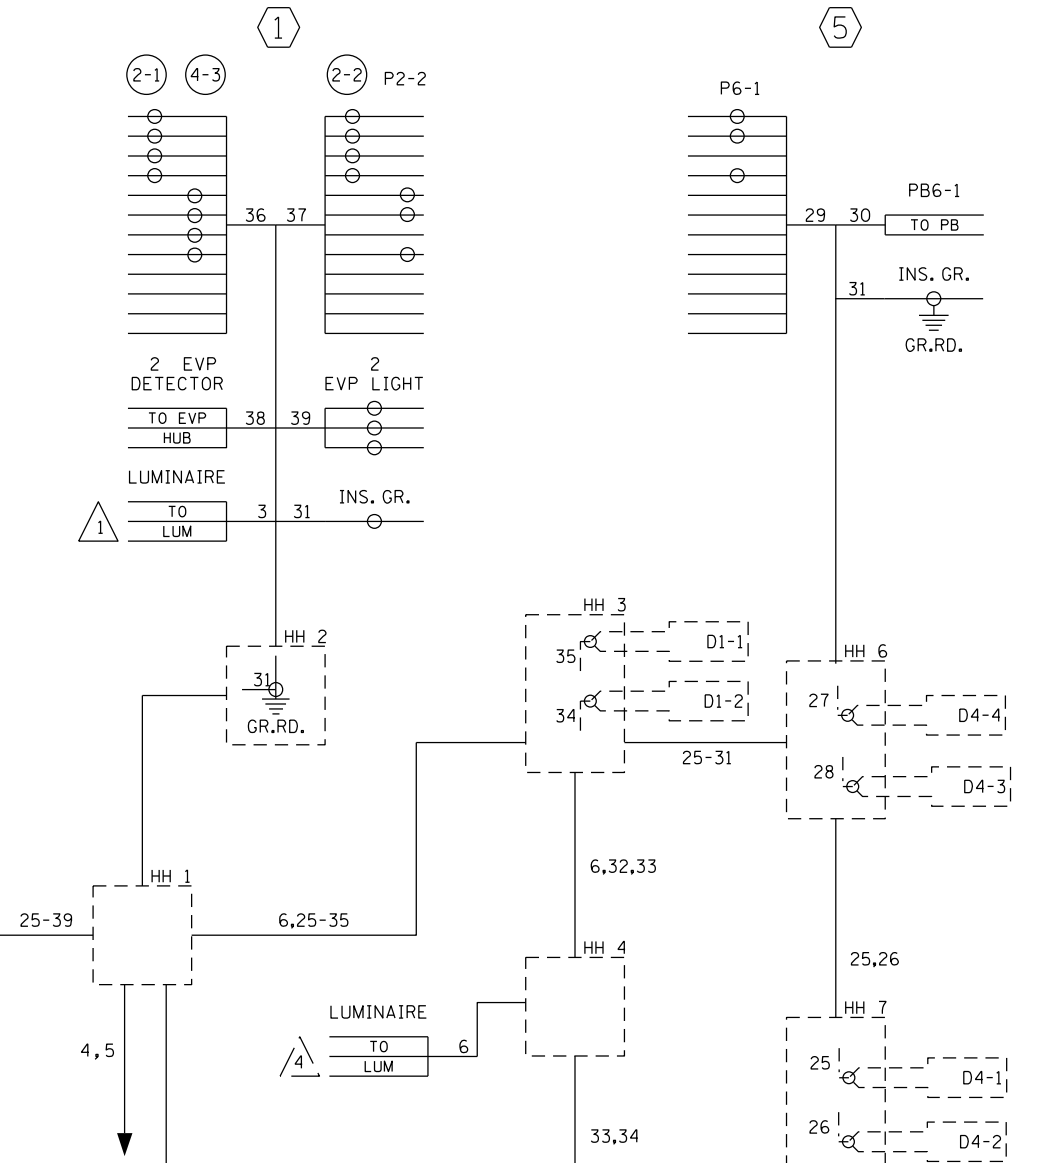 1
5
2-1
4-3
2-2
P2-2
P6-1
36
37
29
30
PB6-1
TO PB
31
INS. GR.
GR.RD.
2 EVP
DETECTOR
2
EVP LIGHT
TO EVP
HUB
38
39
LUMINAIRE
1
TO
LUM
3
31
INS. GR.
HH 2
31
GR.RD.
HH 3
35
D1-1
34
D1-2
25-31
HH 6
27
D4-4
28
D4-3
HH 1
25-39
6,25-35
6,32,33
HH 4
25,26
4,5
LUMINAIRE
4
TO
LUM
6
33,34
HH 7
25
D4-1
26
D4-2